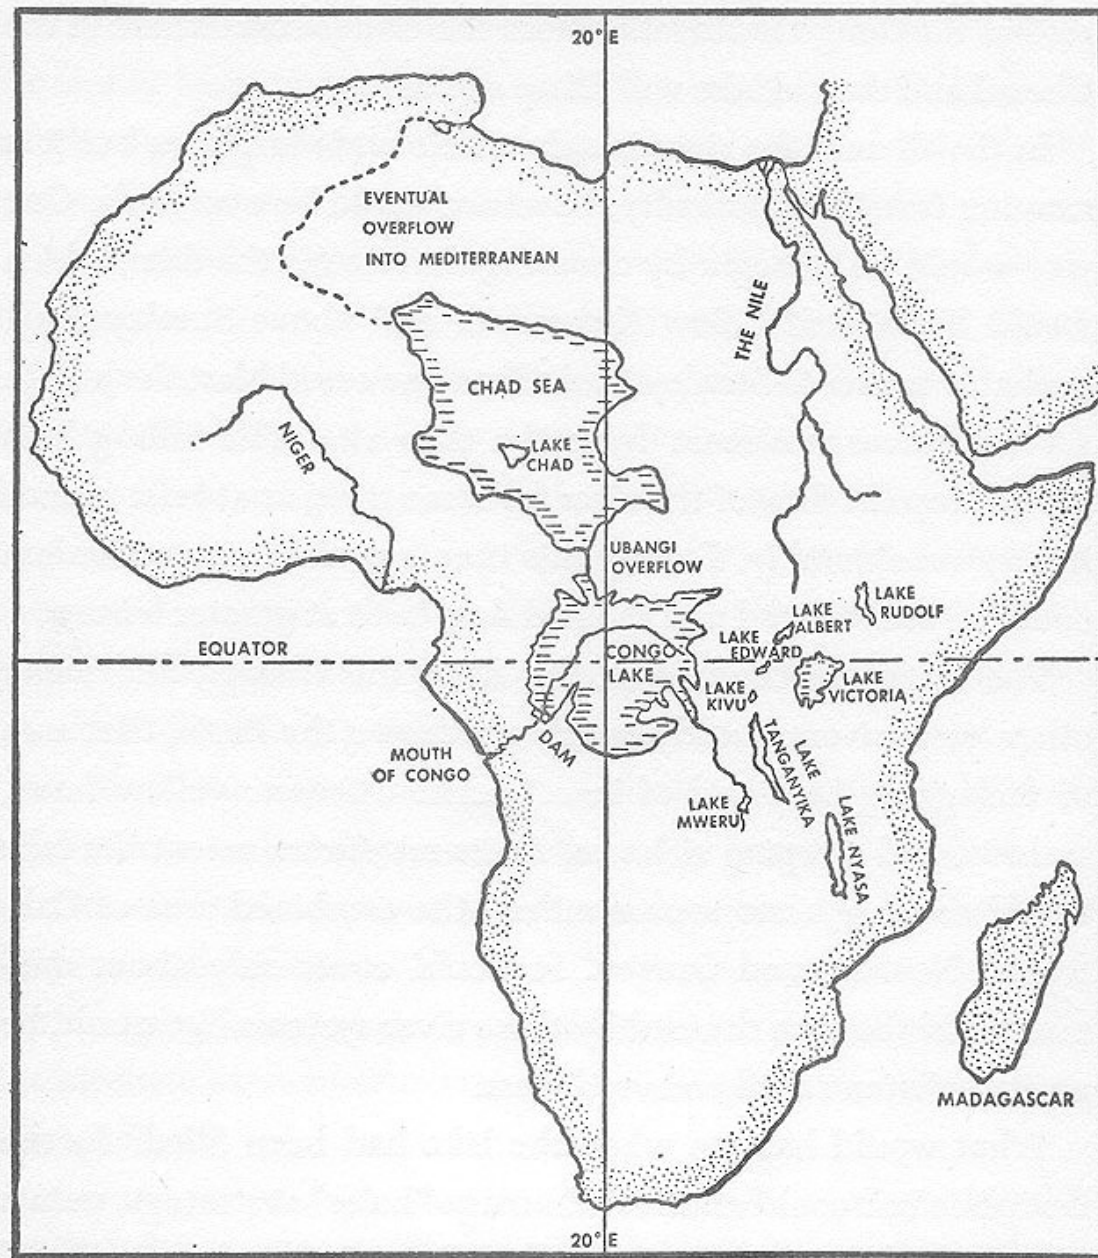 20°E
EVENTUAL
OVERFLOW
INTO MEDITERRANEAN
THE NILE
CHAD SEA
LAKE
CHAD
NIGER
UBANGI
OVERFLOW
LAKE
RUDOLF
LAKE
ALBERT
LAKE
EDWARD
EQUATOR
CONGO
LAKE
LAKE
VICTORIA
LAKE
KIVU
DAM
MOUTH
OF CONGO
LAKE
TANGANYIKA
LAKE
MWERU
LAKE NYASA
MADAGASCAR
20°E